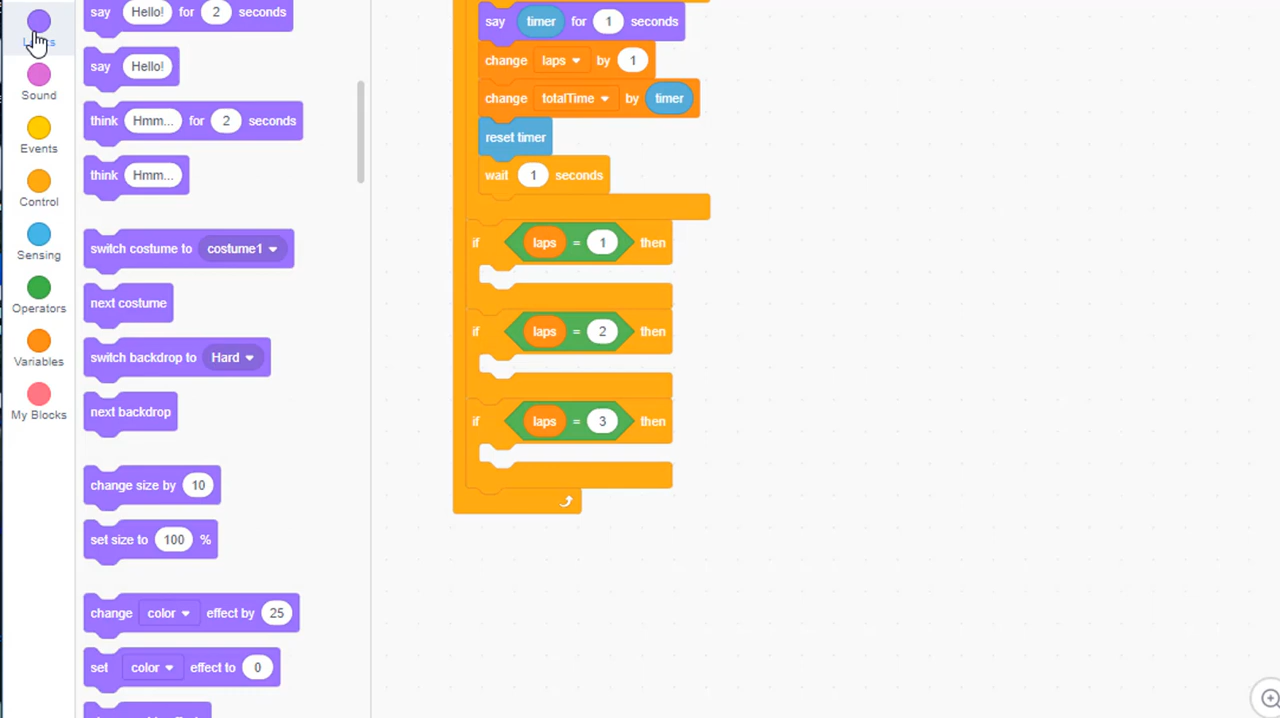 say Hello! for 2 seconds
say Hello!
think Hmm... for 2 seconds
think Hmm...
switch costume to costume1
next costume
switch backdrop to Hard
next backdrop
change size by 10
set size to 100 %
change color effect by 25
set color effect to 0
Sound
Events
Control
Sensing
Operators
Variables
My Blocks
say timer for 1 seconds
change laps by 1
change totalTime by timer
reset timer
wait 1 seconds
if laps = 1 then
if laps = 2 then
if laps = 3 then